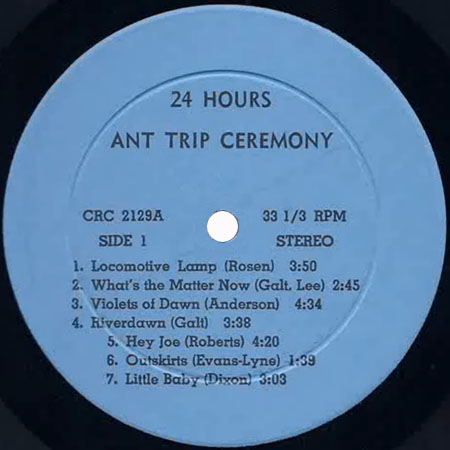 24 HOURS
ANT TRIP CEREMONY
CRC 2129A 33 1/3 RPM
SIDE 1 STEREO
1. Locomotive Lamp (Rosen) 3:50
2. What's the Matter Now (Galt, Lee) 2:45
3. Violets of Dawn (Anderson) 4:34
4. Riverdawn (Galt) 3:38
5. Hey Joe (Roberts) 4:20
6. Outskirts (Evans-Lyne) 1:39
7. Little Baby (Dixon) 3:03